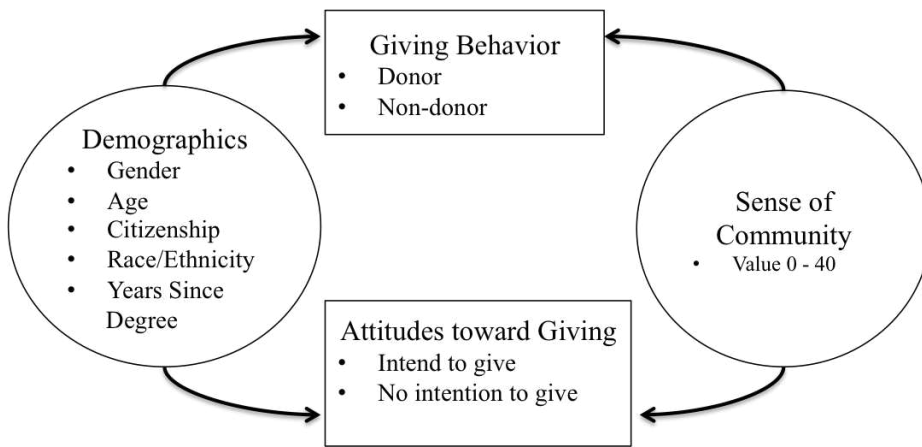 Giving Behavior
• Donor
• Non-donor
Demographics
• Gender
• Age
• Citizenship
• Race/Ethnicity
• Years Since
Degree
Sense of
Community
• Value 0 - 40
Attitudes toward Giving
• Intend to give
• No intention to give